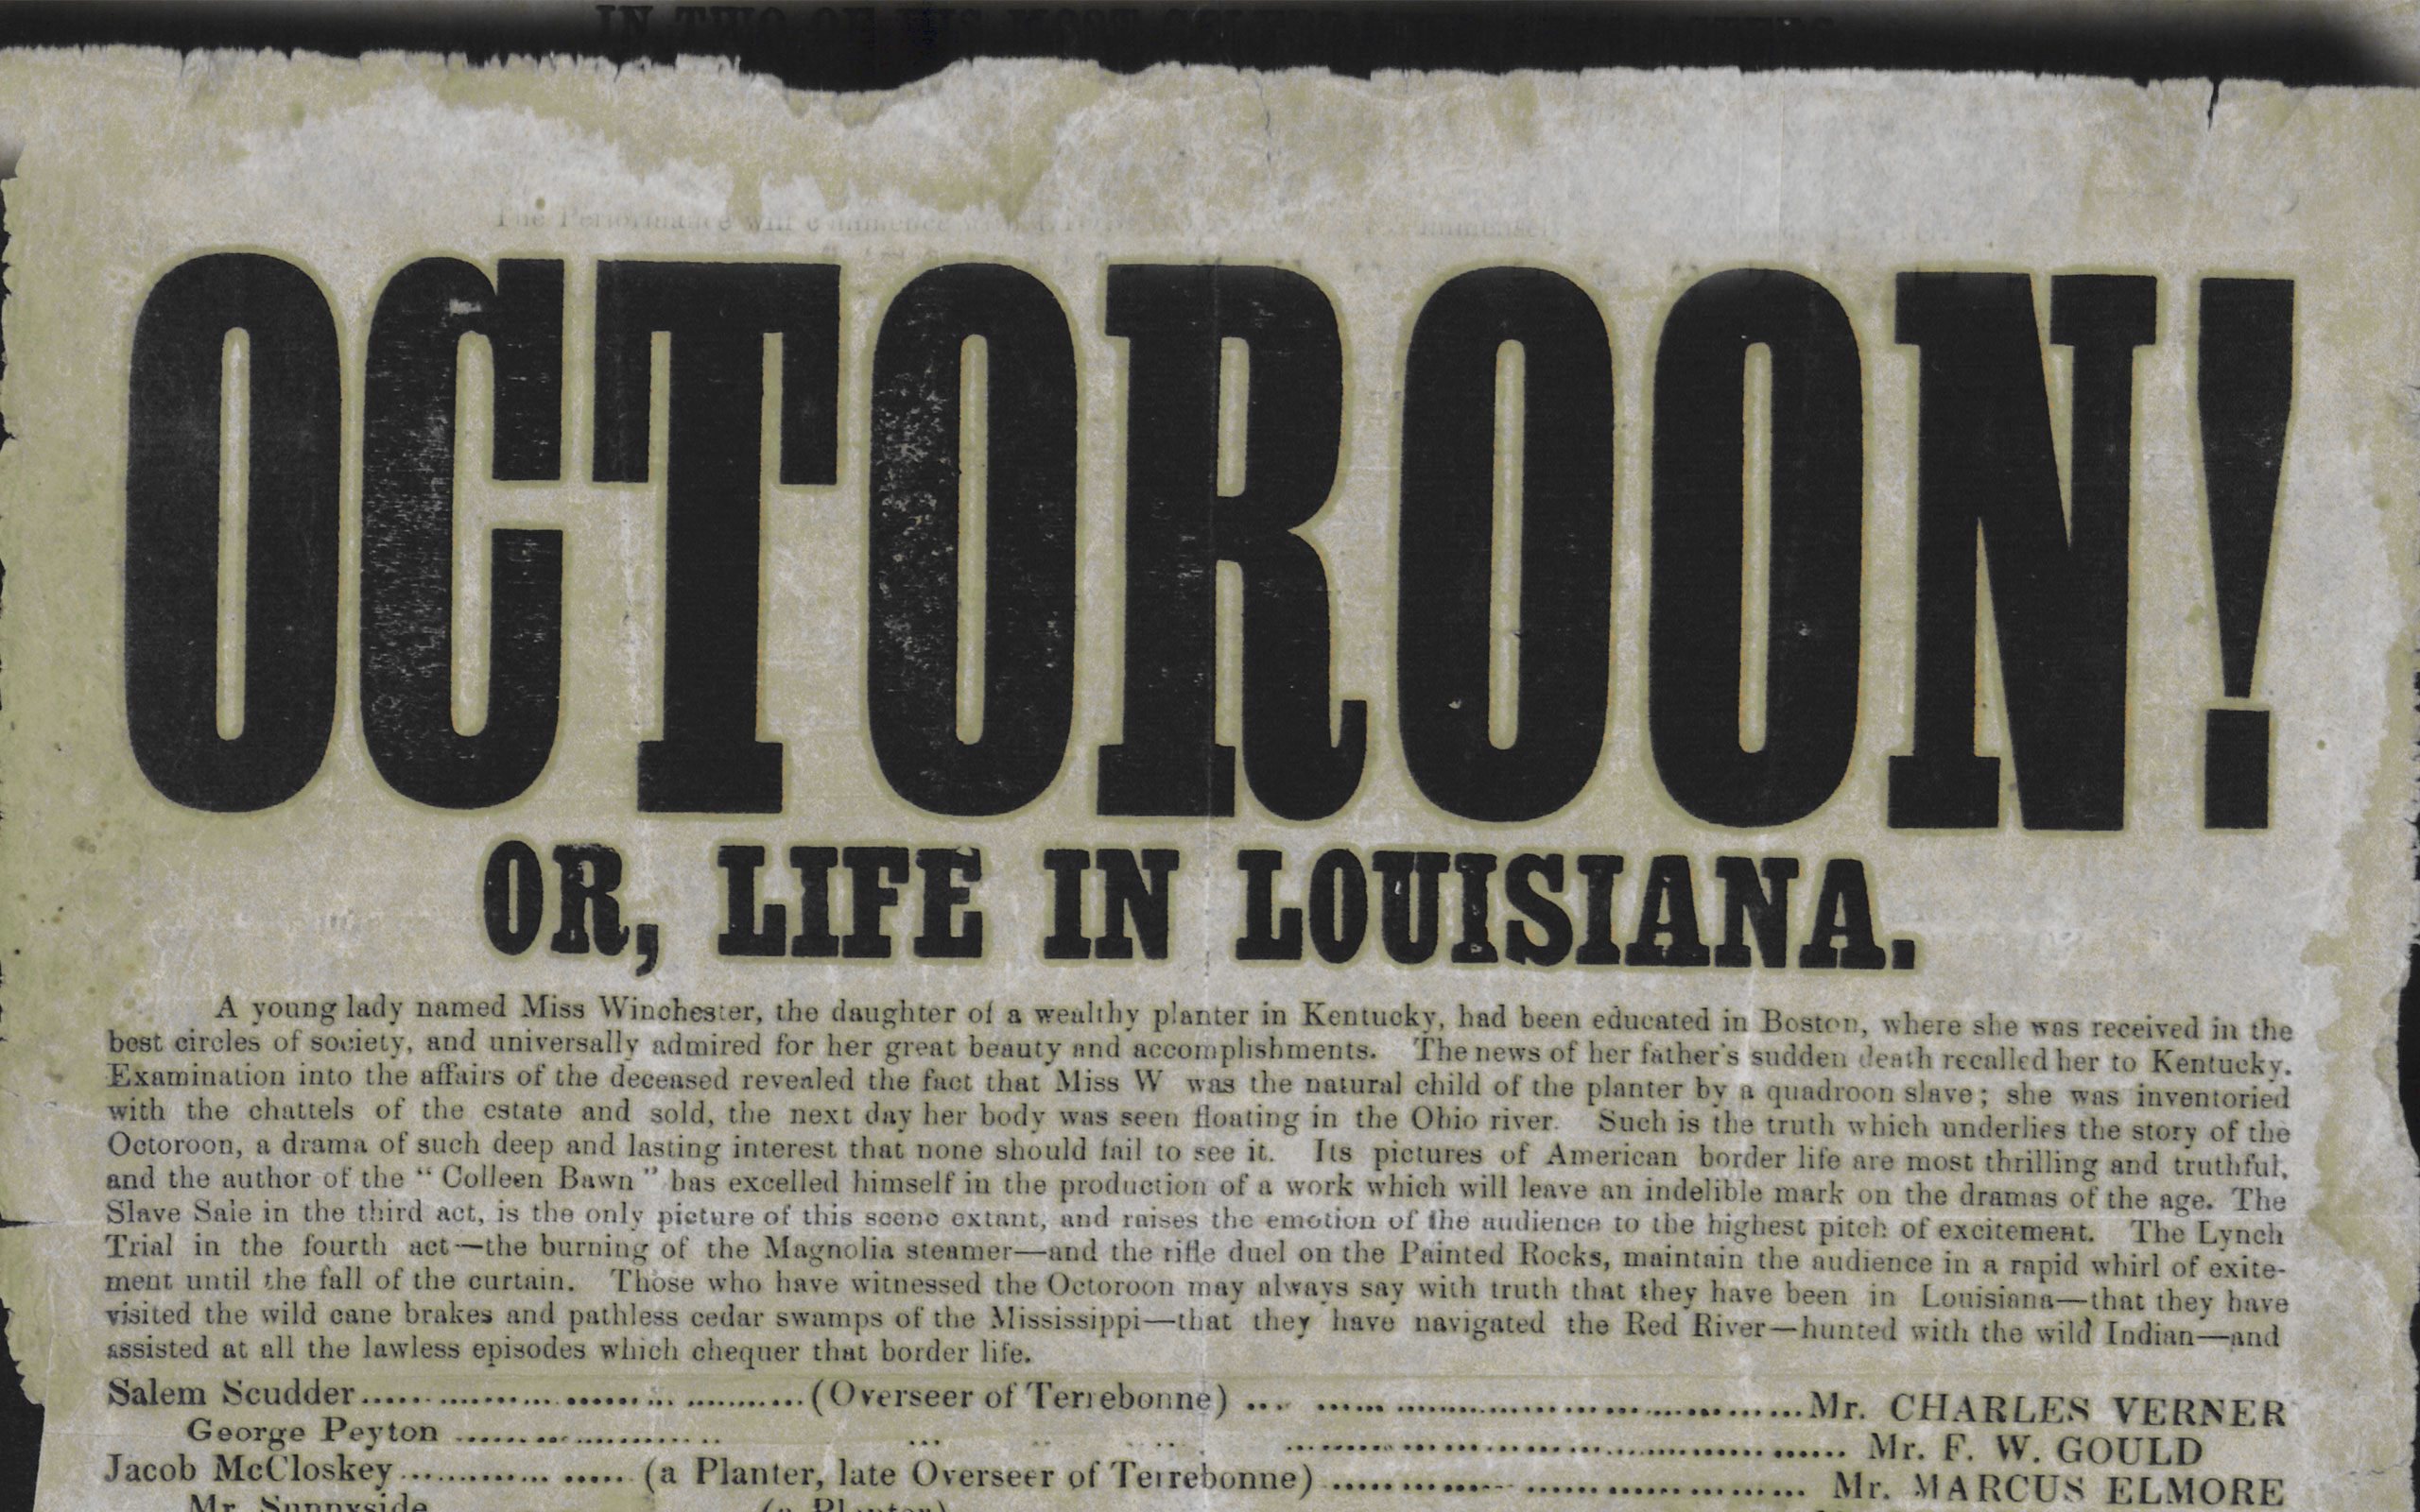 IN TWO OF HIS MOST
The Performance will commence
OCTOROON!
OR, LIFE IN LOUISIANA.
A young lady named Miss Winchester, the daughter of a wealthy planter in Kentucky, had been educated in Boston, where she was received in the
best circles of society, and universally admired for her great beauty and accomplishments. The news of her father's sudden death recalled her to Kentucky.
Examination into the affairs of the deceased revealed the fact that Miss W was the natural child of the planter by a quadroon slave; she was inventoried
with the chattels of the estate and sold, the next day her body was seen floating in the Ohio river. Such is the truth which underlies the story of the
Octoroon, a drama of such deep and lasting interest that none should fail to see it. Its pictures of American border life are most thrilling and truthful,
and the author of the "Colleen Bawn" has excelled himself in the production of a work which will leave an indelible mark on the dramas of the age. The
Slave Sale in the third act, is the only picture of this scene extant, and raises the emotion of the audience to the highest pitch of excitement. The Lynch
Trial in the fourth act—the burning of the Magnolia steamer—and the rifle duel on the Painted Rocks, maintain the audience in a rapid whirl of exite-
ment until the fall of the curtain. Those who have witnessed the Octoroon may always say with truth that they have been in Louisiana—that they have
visited the wild cane brakes and pathless cedar swamps of the Mississippi—that they have navigated the Red River—hunted with the wild Indian—and
assisted at all the lawless episodes which chequer that border life.
Salem Scudder (Overseer of Terrebonne) Mr. CHARLES VERNER
George Peyton Mr. F. W. GOULD
Jacob McCloskey (a Planter, late Overseer of Terrebonne) Mr. MARCUS ELMORE
Mr. Sunnyside (a Planter)